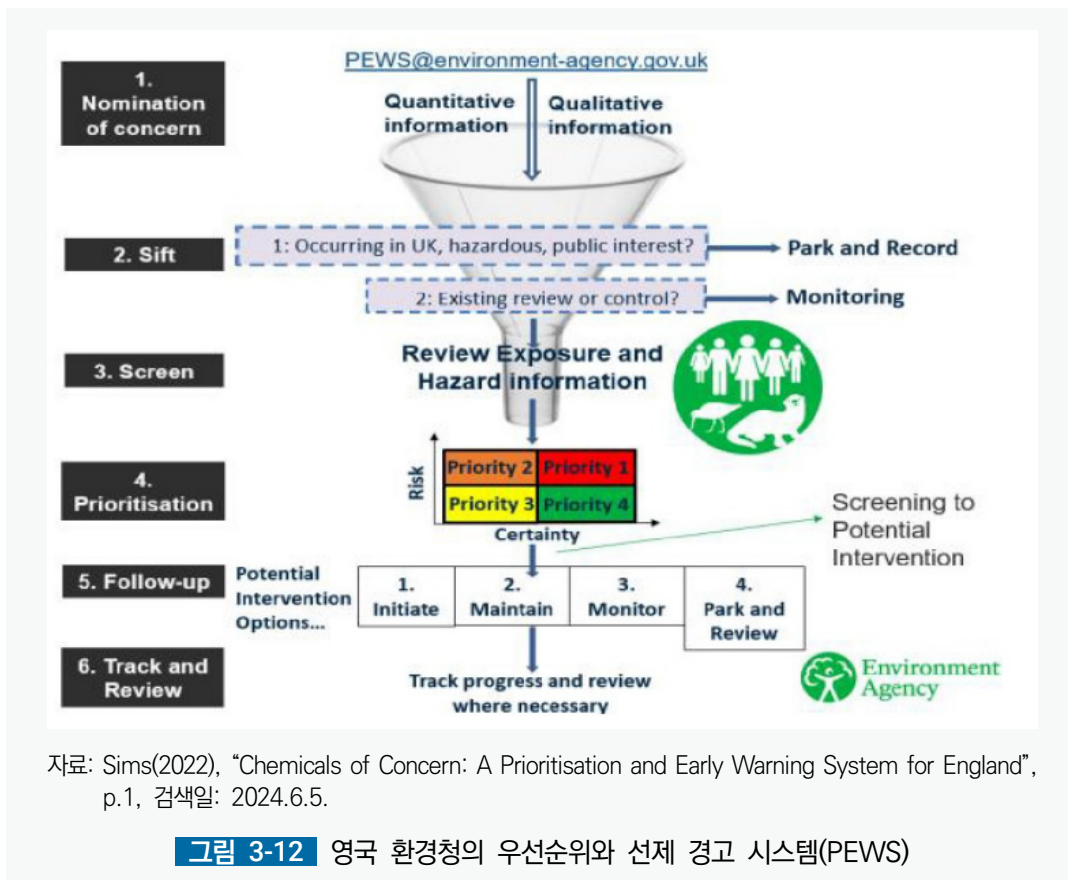 PEWS@environment-agency.gov.uk
1.
Nomination
of concern
Quantitative
information
Qualitative
information
2. Sift
1: Occurring in UK, hazardous, public interest?
Park and Record
2: Existing review or control?
Monitoring
3. Screen
Review Exposure and
Hazard information
4.
Prioritisation
Risk
Priority 2
Priority 1
Priority 3
Priority 4
Certainty
Screening to
Potential
Intervention
5. Follow-up
Potential
Intervention
Options...
1.
Initiate
2.
Maintain
3.
Monitor
4.
Park and
Review
6. Track and
Review
Track progress and review
where necessary
Environment
Agency
자료: Sims(2022), “Chemicals of Concern: A Prioritisation and Early Warning System for England”,
p.1, 검색일: 2024.6.5.
그림 3-12 영국 환경청의 우선순위와 선제 경고 시스템(PEWS)